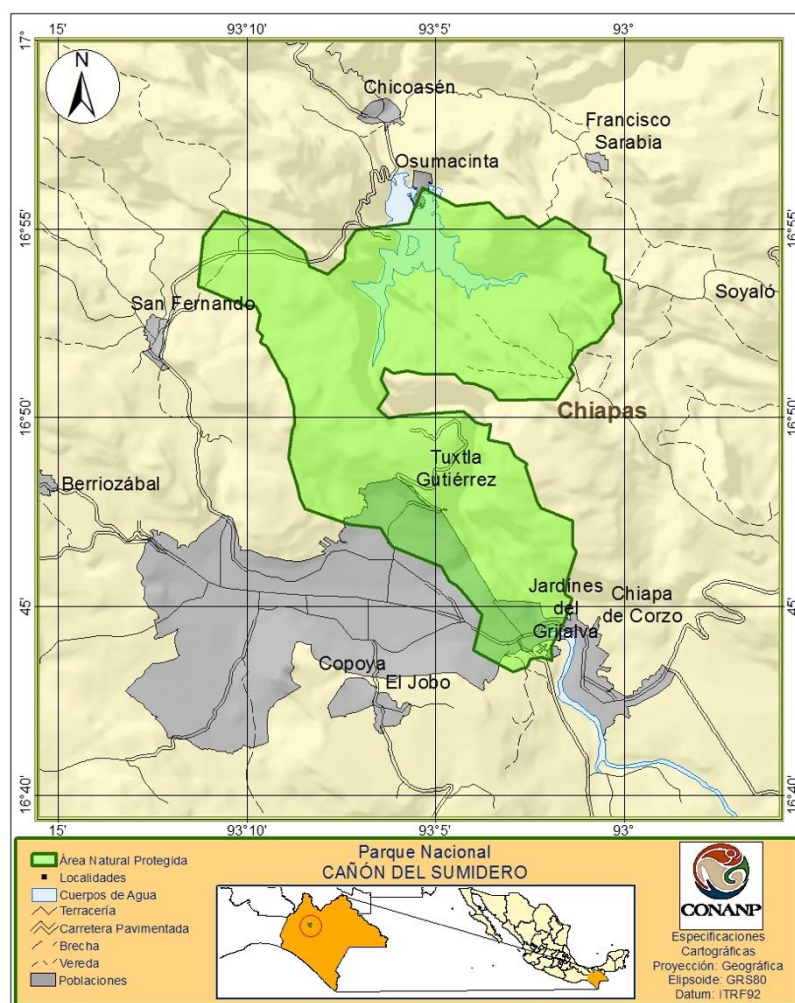 15'
93°10'
93°5'
93°
17°
17°
N
Chicoasén
Francisco
Sarabia
Osumacinta
16°55'
16°55'
San Fernando
Soyaló
16°50'
16°50'
Chiapas
Tuxtla
Gutiérrez
Berriozábal
Jardínes
del
Grijalva
Chiapa
de Corzo
45'
45'
Copoya
El Jobo
16°40'
16°40'
15'
93°10'
93°5'
93°
Área Natural Protegida
Localidades
Cuerpos de Agua
Terracería
Carretera Pavimentada
Brecha
Vereda
Poblaciones
Parque Nacional
CAÑÓN DEL SUMIDERO
CONANP
Especificaciones
Cartográficas
Proyección: Geográfica
Elipsoide: GRS80
Datum: ITRF92